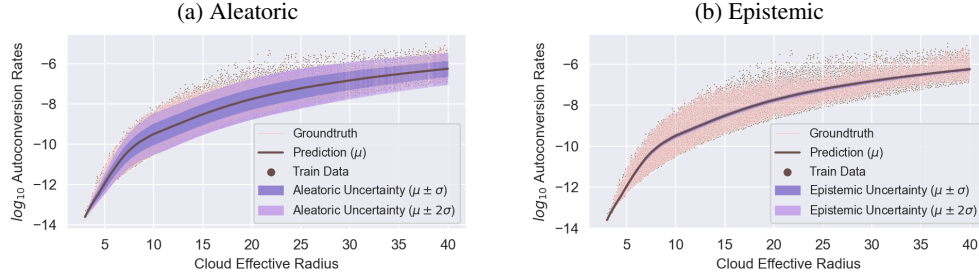 (a) Aleatoric
log₁₀ Autoconversion Rates
−6
−8
−10
−12
−14
5 10 15 20 25 30 35 40
Cloud Effective Radius
Groundtruth
Prediction (μ)
Train Data
Aleatoric Uncertainty (μ ± σ)
Aleatoric Uncertainty (μ ± 2σ)
(b) Epistemic
log₁₀ Autoconversion Rates
−6
−8
−10
−12
−14
5 10 15 20 25 30 35 40
Cloud Effective Radius
Groundtruth
Prediction (μ)
Train Data
Epistemic Uncertainty (μ ± σ)
Epistemic Uncertainty (μ ± 2σ)